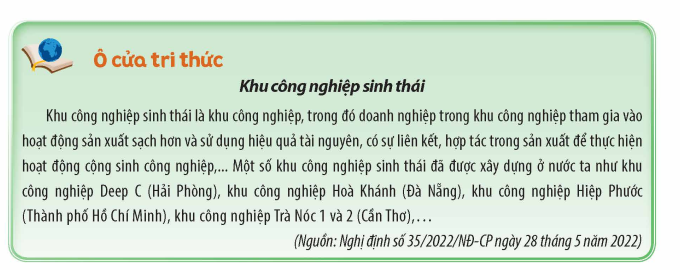 Ô cửa tri thức
Khu công nghiệp sinh thái
Khu công nghiệp sinh thái là khu công nghiệp, trong đó doanh nghiệp trong khu công nghiệp tham gia vào
hoạt động sản xuất sạch hơn và sử dụng hiệu quả tài nguyên, có sự liên kết, hợp tác trong sản xuất để thực hiện
hoạt động cộng sinh công nghiệp,... Một số khu công nghiệp sinh thái đã được xây dựng ở nước ta như khu
công nghiệp Deep C (Hải Phòng), khu công nghiệp Hoà Khánh (Đà Nẵng), khu công nghiệp Hiệp Phước
(Thành phố Hồ Chí Minh), khu công nghiệp Trà Nóc 1 và 2 (Cần Thơ),...
(Nguồn: Nghị định số 35/2022/NĐ-CP ngày 28 tháng 5 năm 2022)